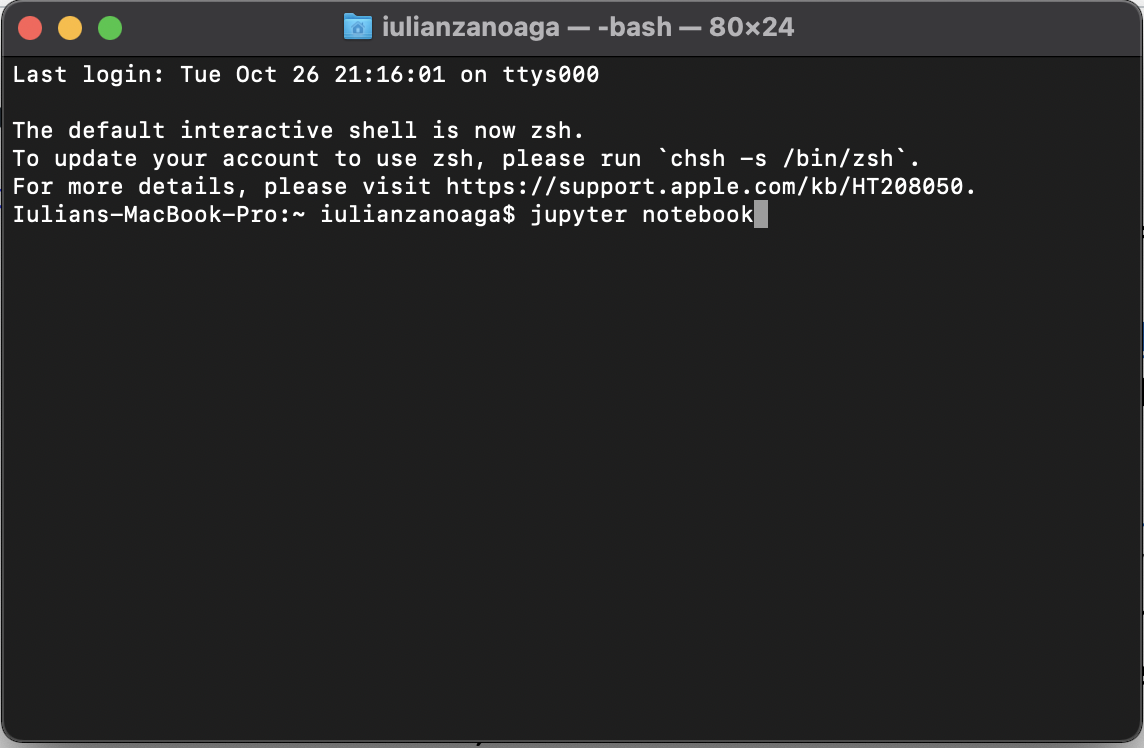 iulianzanoaga — -bash — 80×24
Last login: Tue Oct 26 21:16:01 on ttys000
The default interactive shell is now zsh.
To update your account to use zsh, please run `chsh -s /bin/zsh`.
For more details, please visit https://support.apple.com/kb/HT208050.
Iulians-MacBook-Pro:~ iulianzanoaga$ jupyter notebook